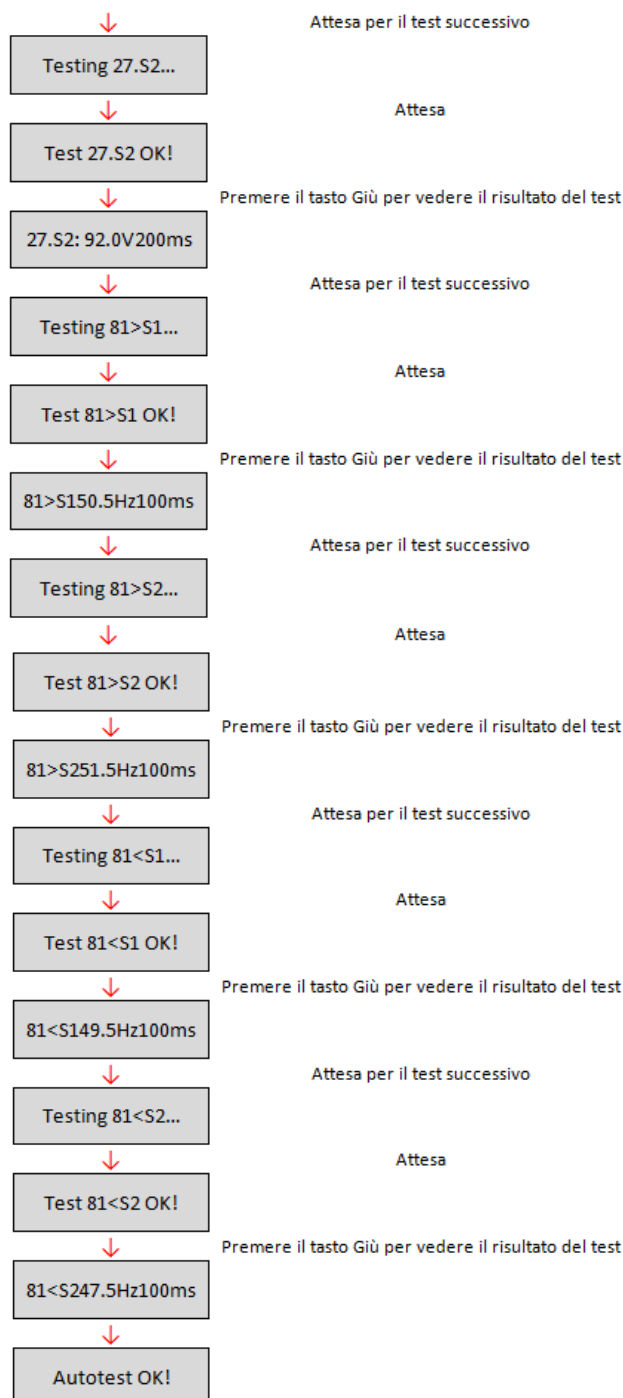 Attesa per il test successivo
Testing 27.S2...
Attesa
Test 27.S2 OK!
Premere il tasto Giù per vedere il risultato del test
27.S2: 92.0V200ms
Attesa per il test successivo
Testing 81>S1...
Attesa
Test 81>S1 OK!
Premere il tasto Giù per vedere il risultato del test
81>S150.5Hz100ms
Attesa per il test successivo
Testing 81>S2...
Attesa
Test 81>S2 OK!
Premere il tasto Giù per vedere il risultato del test
81>S251.5Hz100ms
Attesa per il test successivo
Testing 81<S1...
Attesa
Test 81<S1 OK!
Premere il tasto Giù per vedere il risultato del test
81<S149.5Hz100ms
Attesa per il test successivo
Testing 81<S2...
Attesa
Test 81<S2 OK!
Premere il tasto Giù per vedere il risultato del test
81<S247.5Hz100ms
Autotest OK!